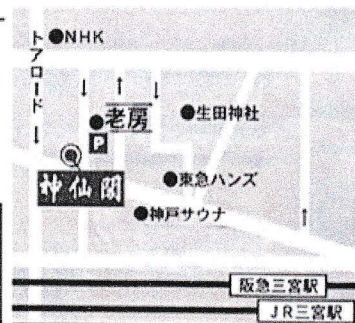 トアロード
●NHK
老房
P
●生田神社
神仙閣
●東急ハンズ
●神戸サウナ
阪急三宮駅
JR三宮駅